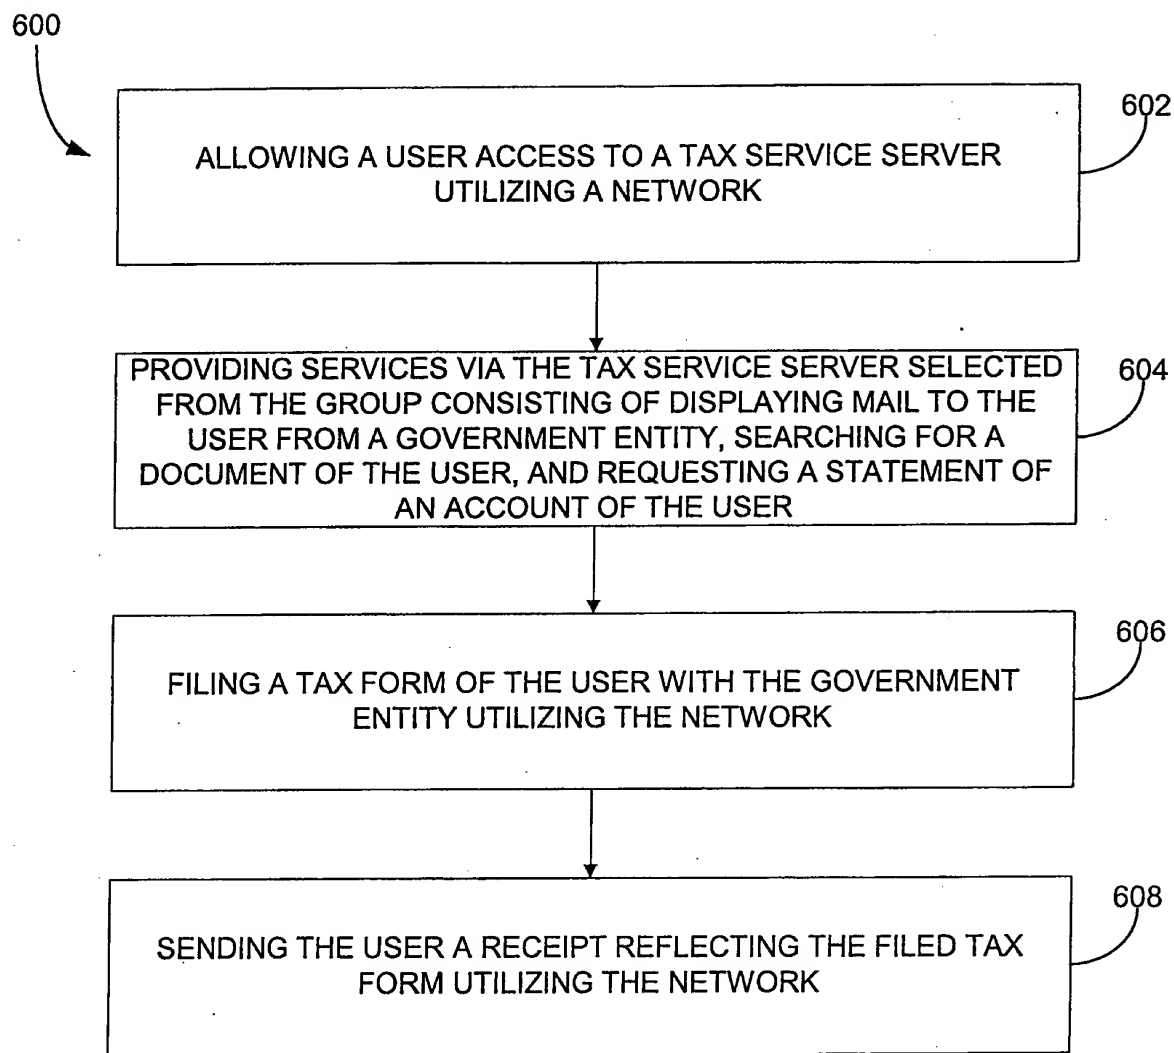 600
602
ALLOWING A USER ACCESS TO A TAX SERVICE SERVER
UTILIZING A NETWORK
604
PROVIDING SERVICES VIA THE TAX SERVICE SERVER SELECTED
FROM THE GROUP CONSISTING OF DISPLAYING MAIL TO THE
USER FROM A GOVERNMENT ENTITY, SEARCHING FOR A
DOCUMENT OF THE USER, AND REQUESTING A STATEMENT OF
AN ACCOUNT OF THE USER
606
FILING A TAX FORM OF THE USER WITH THE GOVERNMENT
ENTITY UTILIZING THE NETWORK
608
SENDING THE USER A RECEIPT REFLECTING THE FILED TAX
FORM UTILIZING THE NETWORK